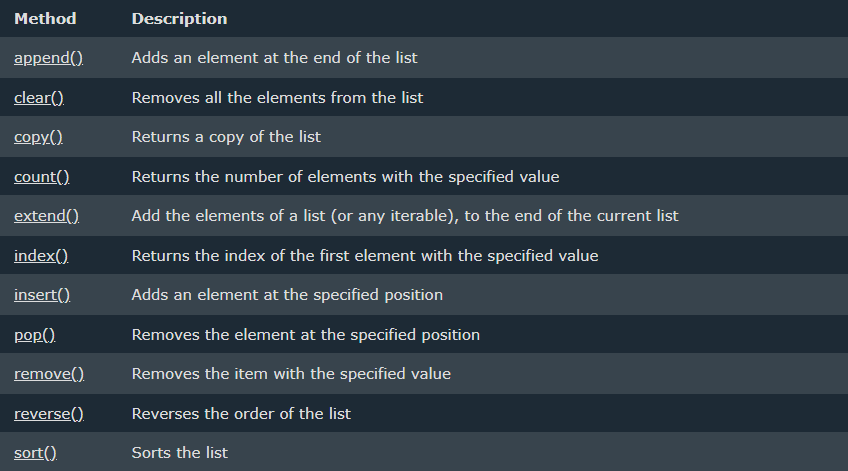 Method Description
append() Adds an element at the end of the list
clear() Removes all the elements from the list
copy() Returns a copy of the list
count() Returns the number of elements with the specified value
extend() Add the elements of a list (or any iterable), to the end of the current list
index() Returns the index of the first element with the specified value
insert() Adds an element at the specified position
pop() Removes the element at the specified position
remove() Removes the item with the specified value
reverse() Reverses the order of the list
sort() Sorts the list